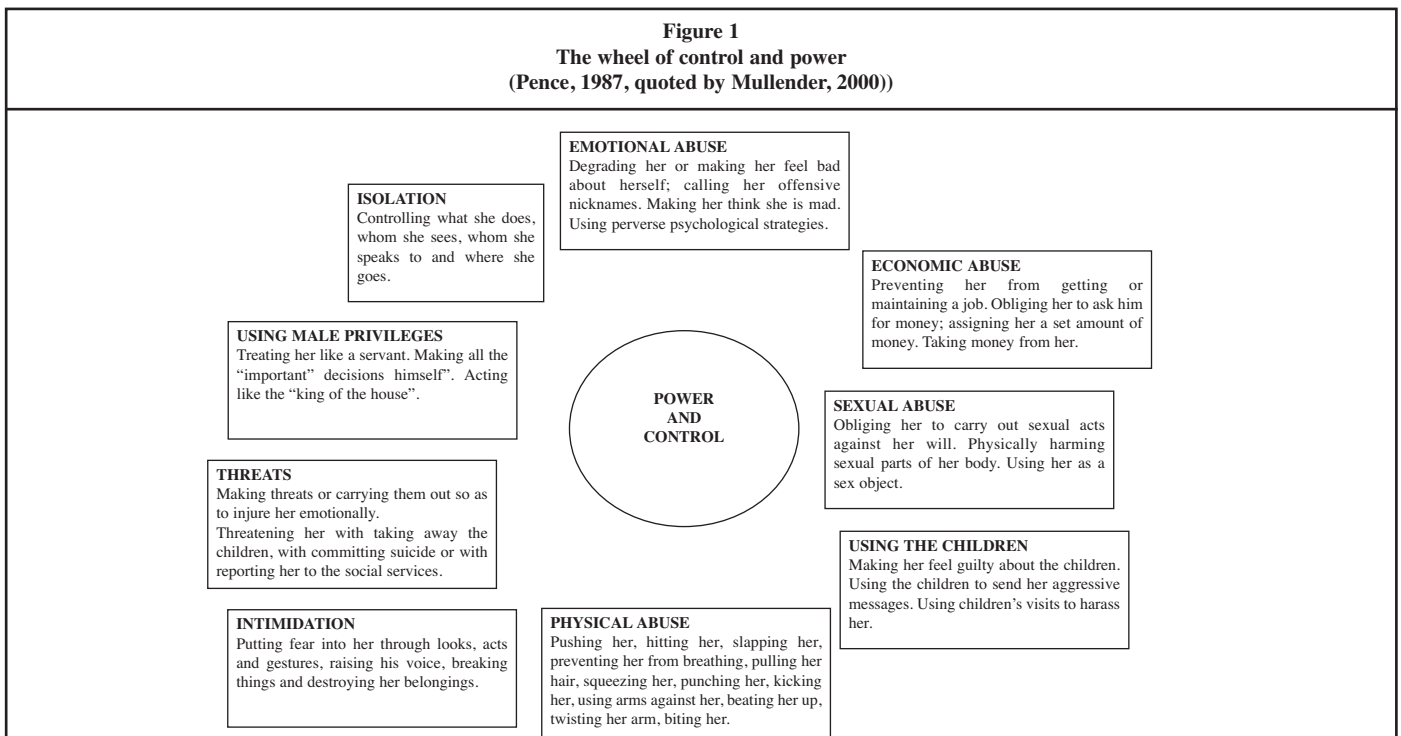 Figure 1
The wheel of control and power
(Pence, 1987, quoted by Mullender, 2000))
EMOTIONAL ABUSE
Degrading her or making her feel bad
about herself; calling her offensive
nicknames. Making her think she is mad.
Using perverse psychological strategies.
ISOLATION
Controlling what she does,
whom she sees, whom she
speaks to and where she
goes.
ECONOMIC ABUSE
Preventing her from getting or
maintaining a job. Obliging her to ask him
for money; assigning her a set amount of
money. Taking money from her.
USING MALE PRIVILEGES
Treating her like a servant. Making all the
“important” decisions himself”. Acting
like the “king of the house”.
POWER
AND
CONTROL
SEXUAL ABUSE
Obliging her to carry out sexual acts
against her will. Physically harming
sexual parts of her body. Using her as a
sex object.
THREATS
Making threats or carrying them out so as
to injure her emotionally.
Threatening her with taking away the
children, with committing suicide or with
reporting her to the social services.
USING THE CHILDREN
Making her feel guilty about the children.
Using the children to send her aggressive
messages. Using children’s visits to harass
her.
INTIMIDATION
Putting fear into her through looks, acts
and gestures, raising his voice, breaking
things and destroying her belongings.
PHYSICAL ABUSE
Pushing her, hitting her, slapping her,
preventing her from breathing, pulling her
hair, squeezing her, punching her, kicking
her, using arms against her, beating her up,
twisting her arm, biting her.